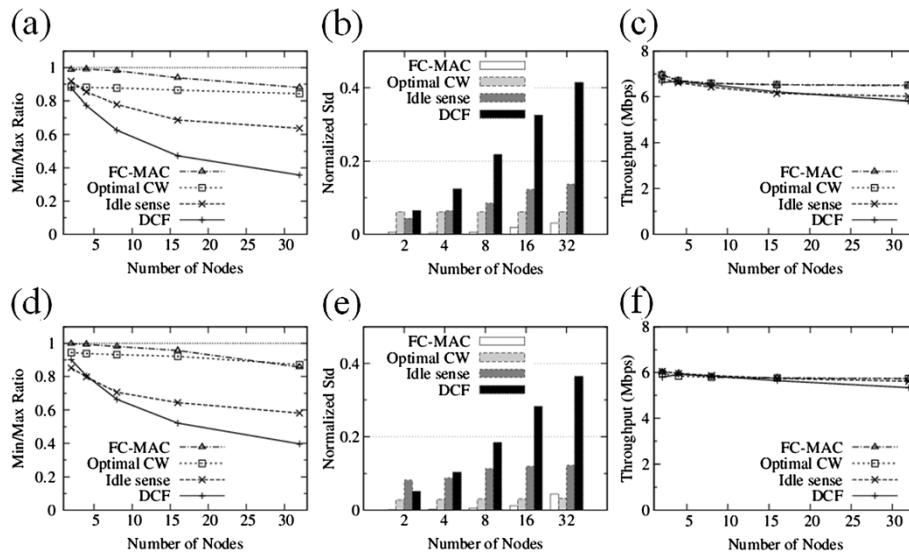 (a)
Min/Max Ratio
1
0.8
0.6
0.4
0.2
0
FC-MAC
Optimal CW
Idle sense
DCF
5 10 15 20 25 30
Number of Nodes
(b)
Normalized Std
0.4
0.2
0
FC-MAC
Optimal CW
Idle sense
DCF
2 4 8 16 32
Number of Nodes
(c)
Throughput (Mbps)
8
6
4
2
0
FC-MAC
Optimal CW
Idle sense
DCF
5 10 15 20 25 30
Number of Nodes
(d)
Min/Max Ratio
1
0.8
0.6
0.4
0.2
0
FC-MAC
Optimal CW
Idle sense
DCF
5 10 15 20 25 30
Number of Nodes
(e)
Normalized Std
0.4
0.2
0
FC-MAC
Optimal CW
Idle sense
DCF
2 4 8 16 32
Number of Nodes
(f)
Throughput (Mbps)
8
6
4
2
0
FC-MAC
Optimal CW
Idle sense
DCF
5 10 15 20 25 30
Number of Nodes